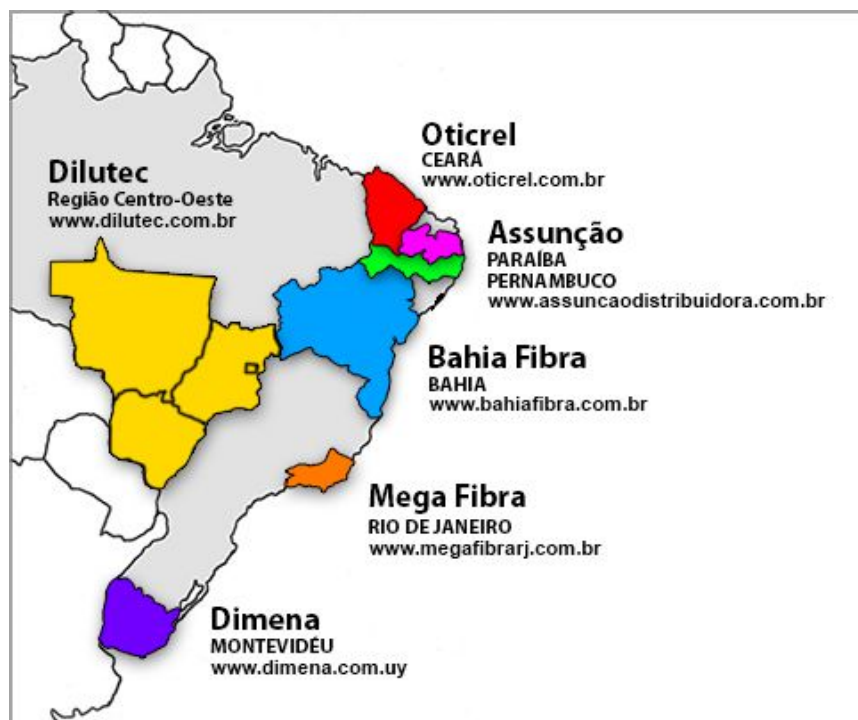 Oticrel
CEARÁ
www.oticrel.com.br
Dilutec
Região Centro-Oeste
www.dilutec.com.br
Assunção
PARAÍBA
PERNAMBUCO
www.assuncaodistribuidora.com.br
Bahia Fibra
BAHIA
www.bahiafibra.com.br
Mega Fibra
RIO DE JANEIRO
www.megafibrarj.com.br
Dimena
MONTEVIDÉU
www.dimena.com.uy